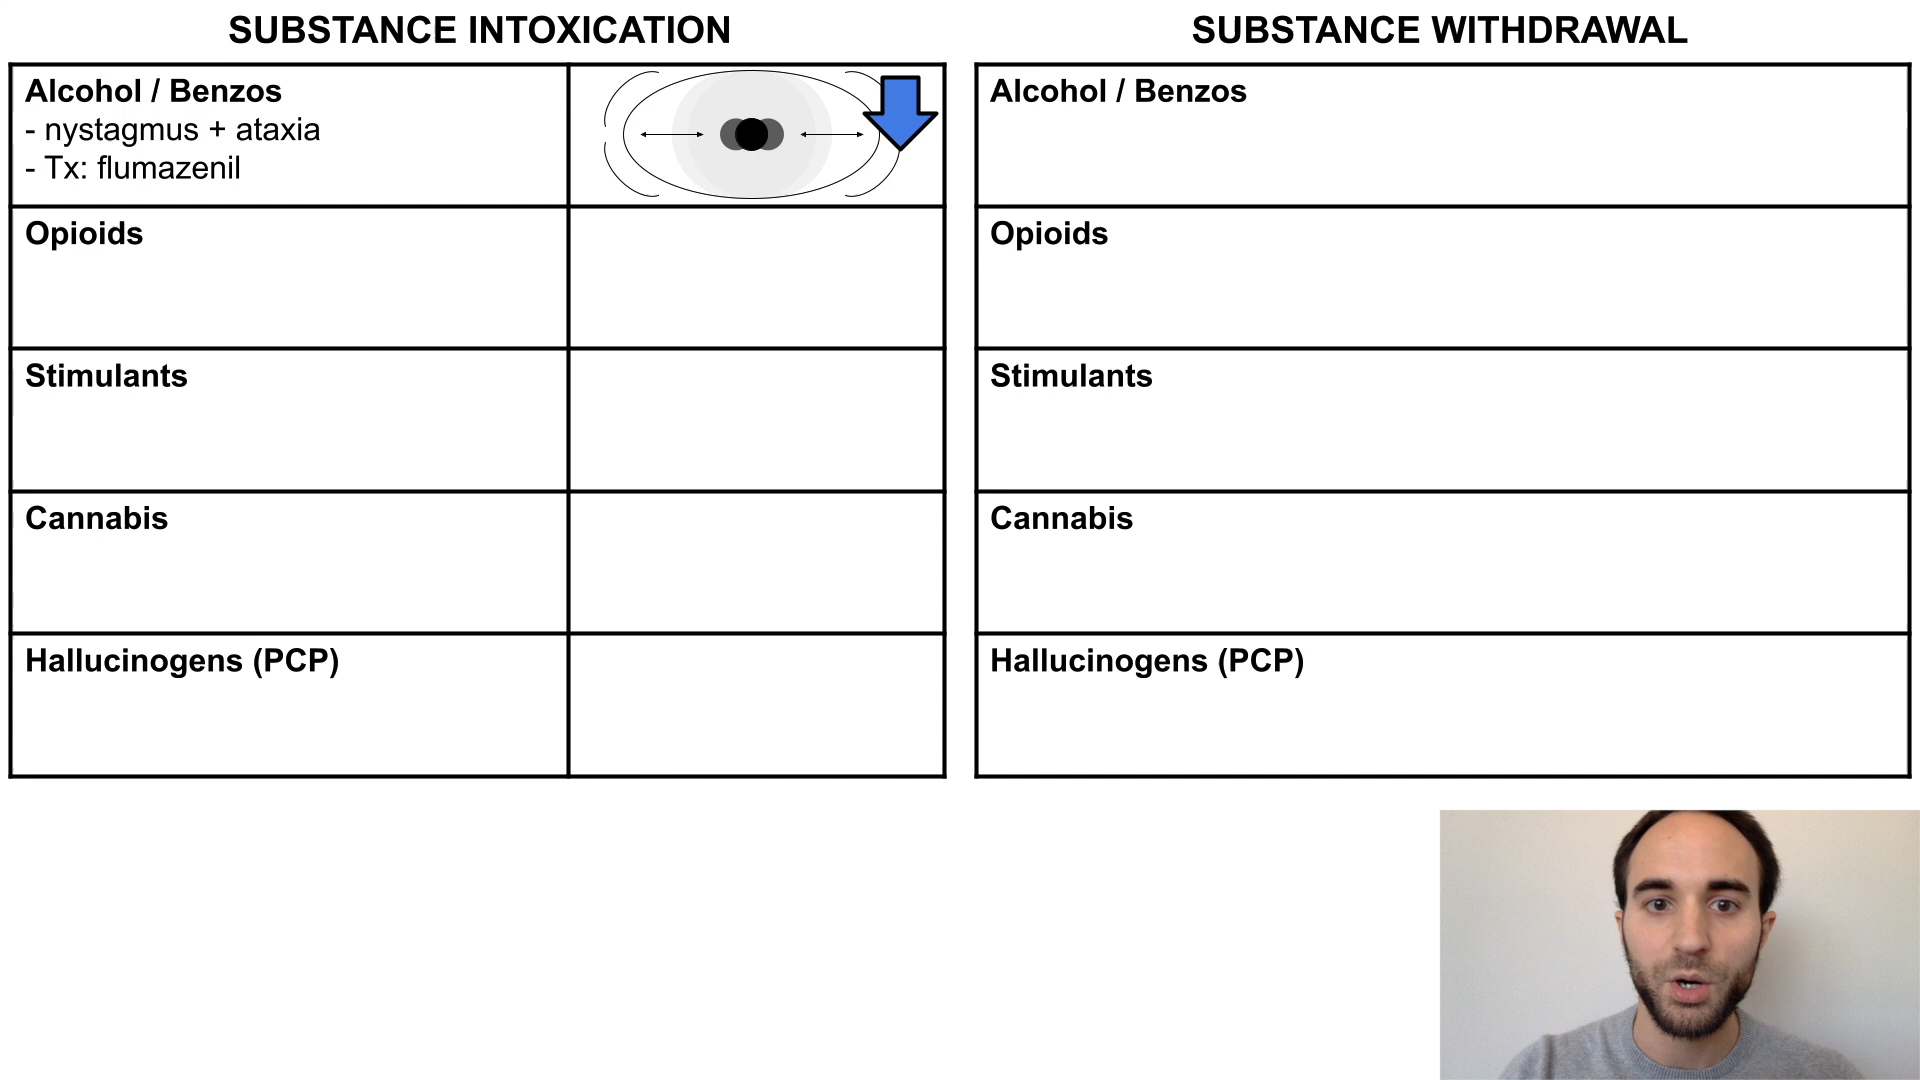 SUBSTANCE INTOXICATION
Alcohol / Benzos
- nystagmus + ataxia
- Tx: flumazenil
Opioids
Stimulants
Cannabis
Hallucinogens (PCP)
SUBSTANCE WITHDRAWAL
Alcohol / Benzos
Opioids
Stimulants
Cannabis
Hallucinogens (PCP)